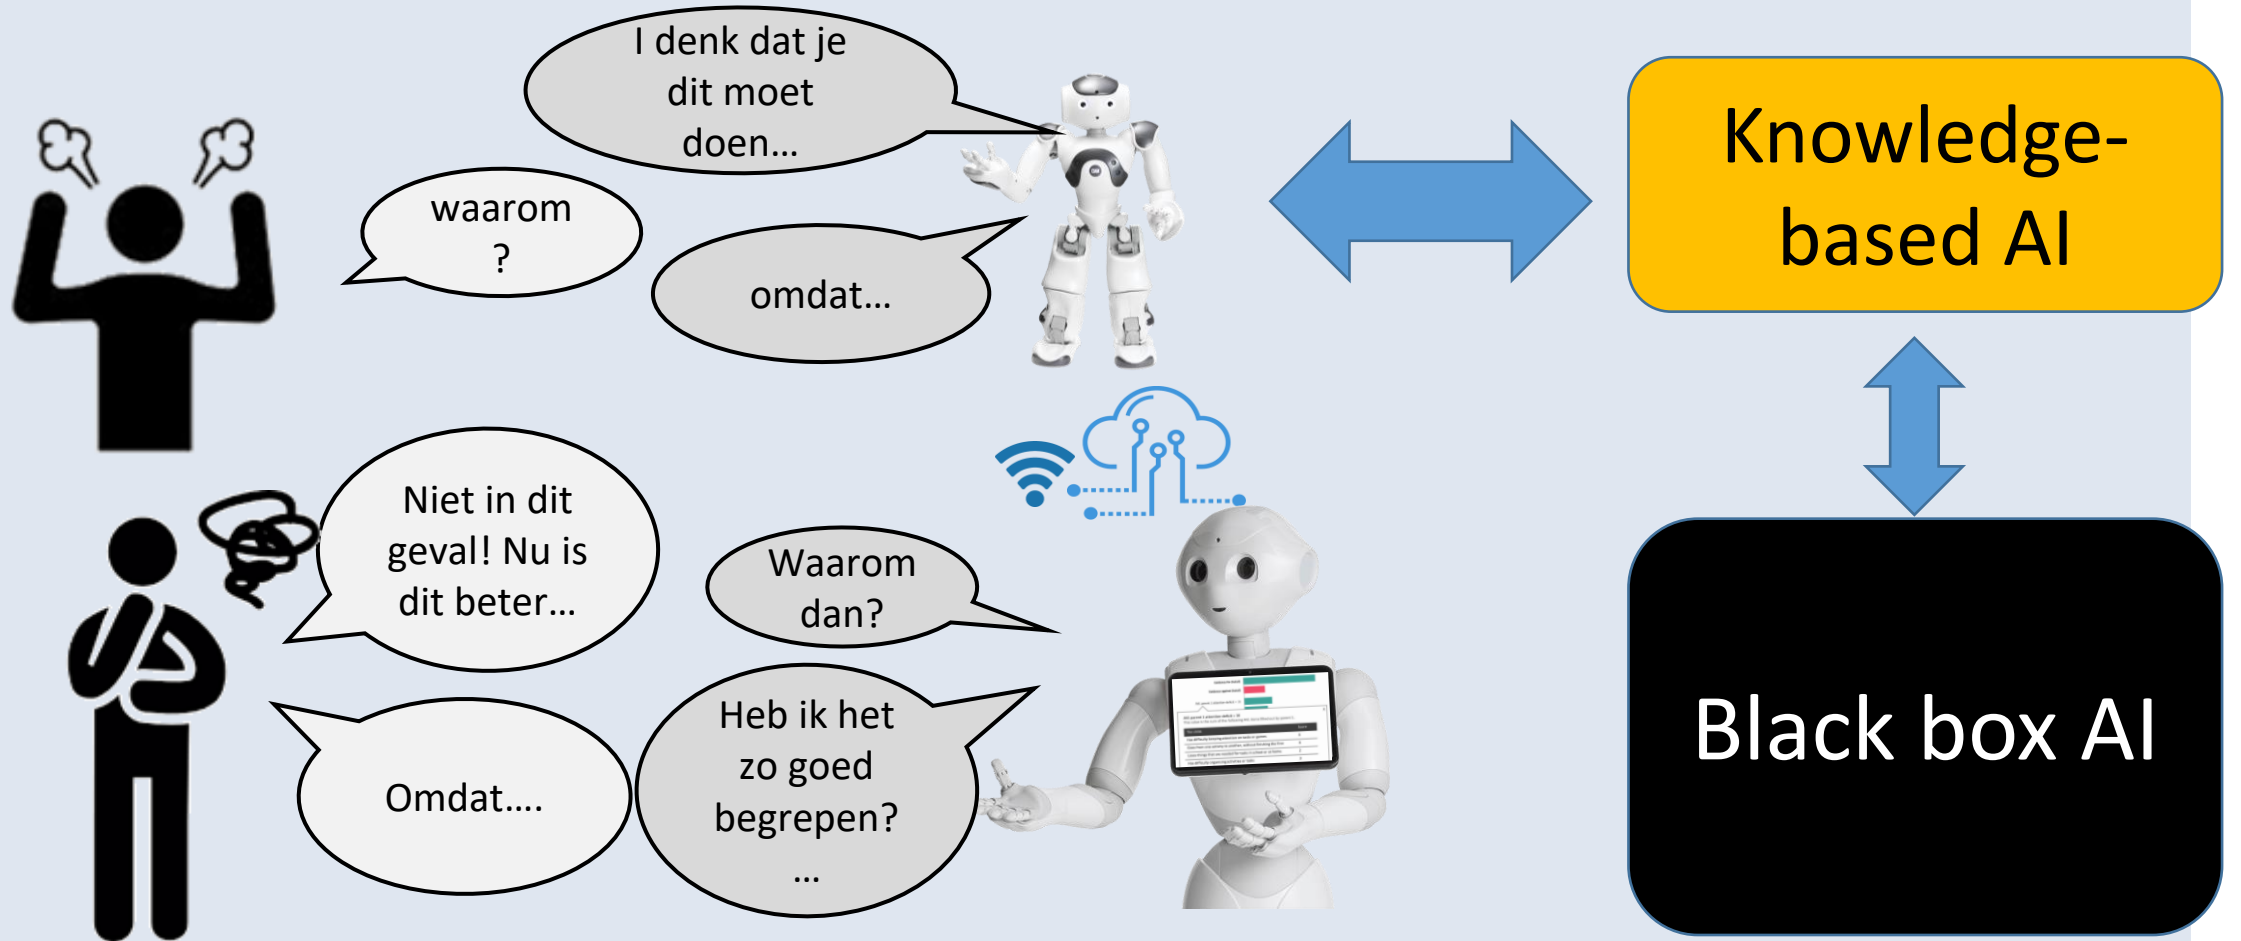 I denk dat je
dit moet
doen...
waarom
?
omdat...
Knowledge-
based AI
Niet in dit
geval! Nu is
dit beter...
Waarom
dan?
Omdat....
Heb ik het
zo goed
begrepen?
...
Black box AI